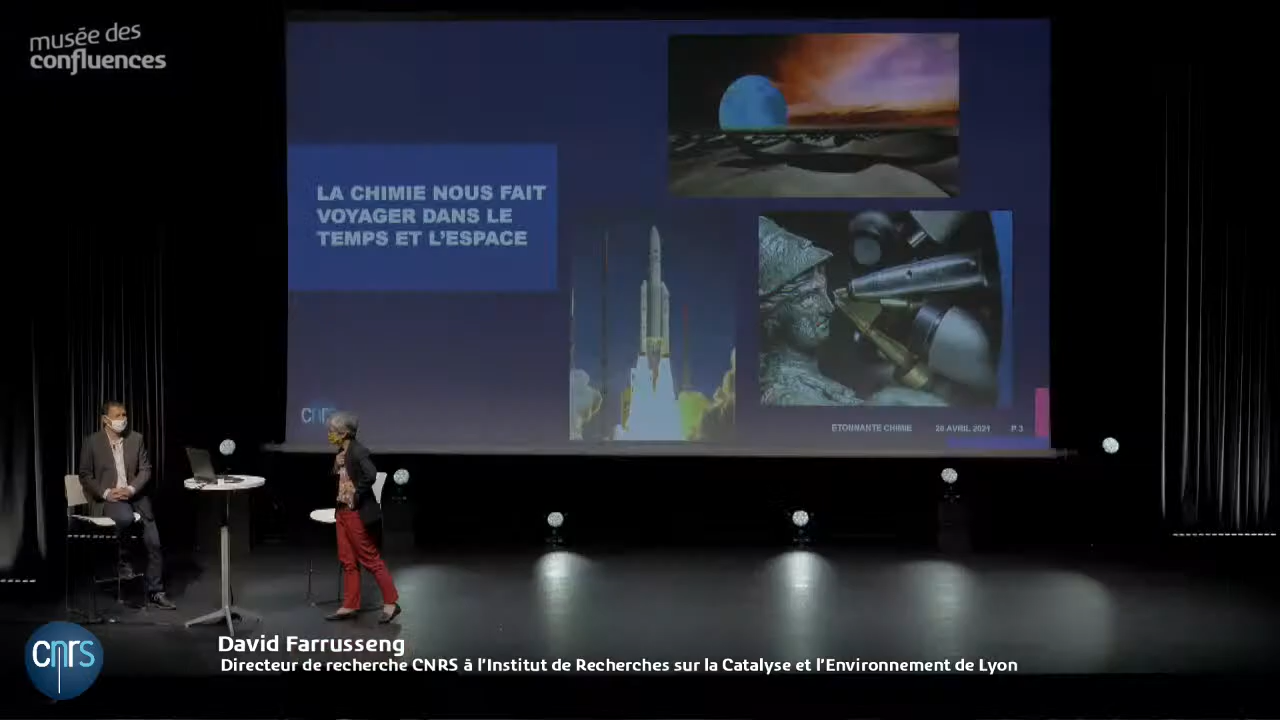 musée des
confluences
LA CHIMIE NOUS FAIT
VOYAGER DANS LE
TEMPS ET L'ESPACE
cnrs
ETONNANTE CHIMIE 28 AVRIL 2021 P.3
cnrs
David Farrusseng
Directeur de recherche CNRS à l'Institut de Recherches sur la Catalyse et l'Environnement de Lyon